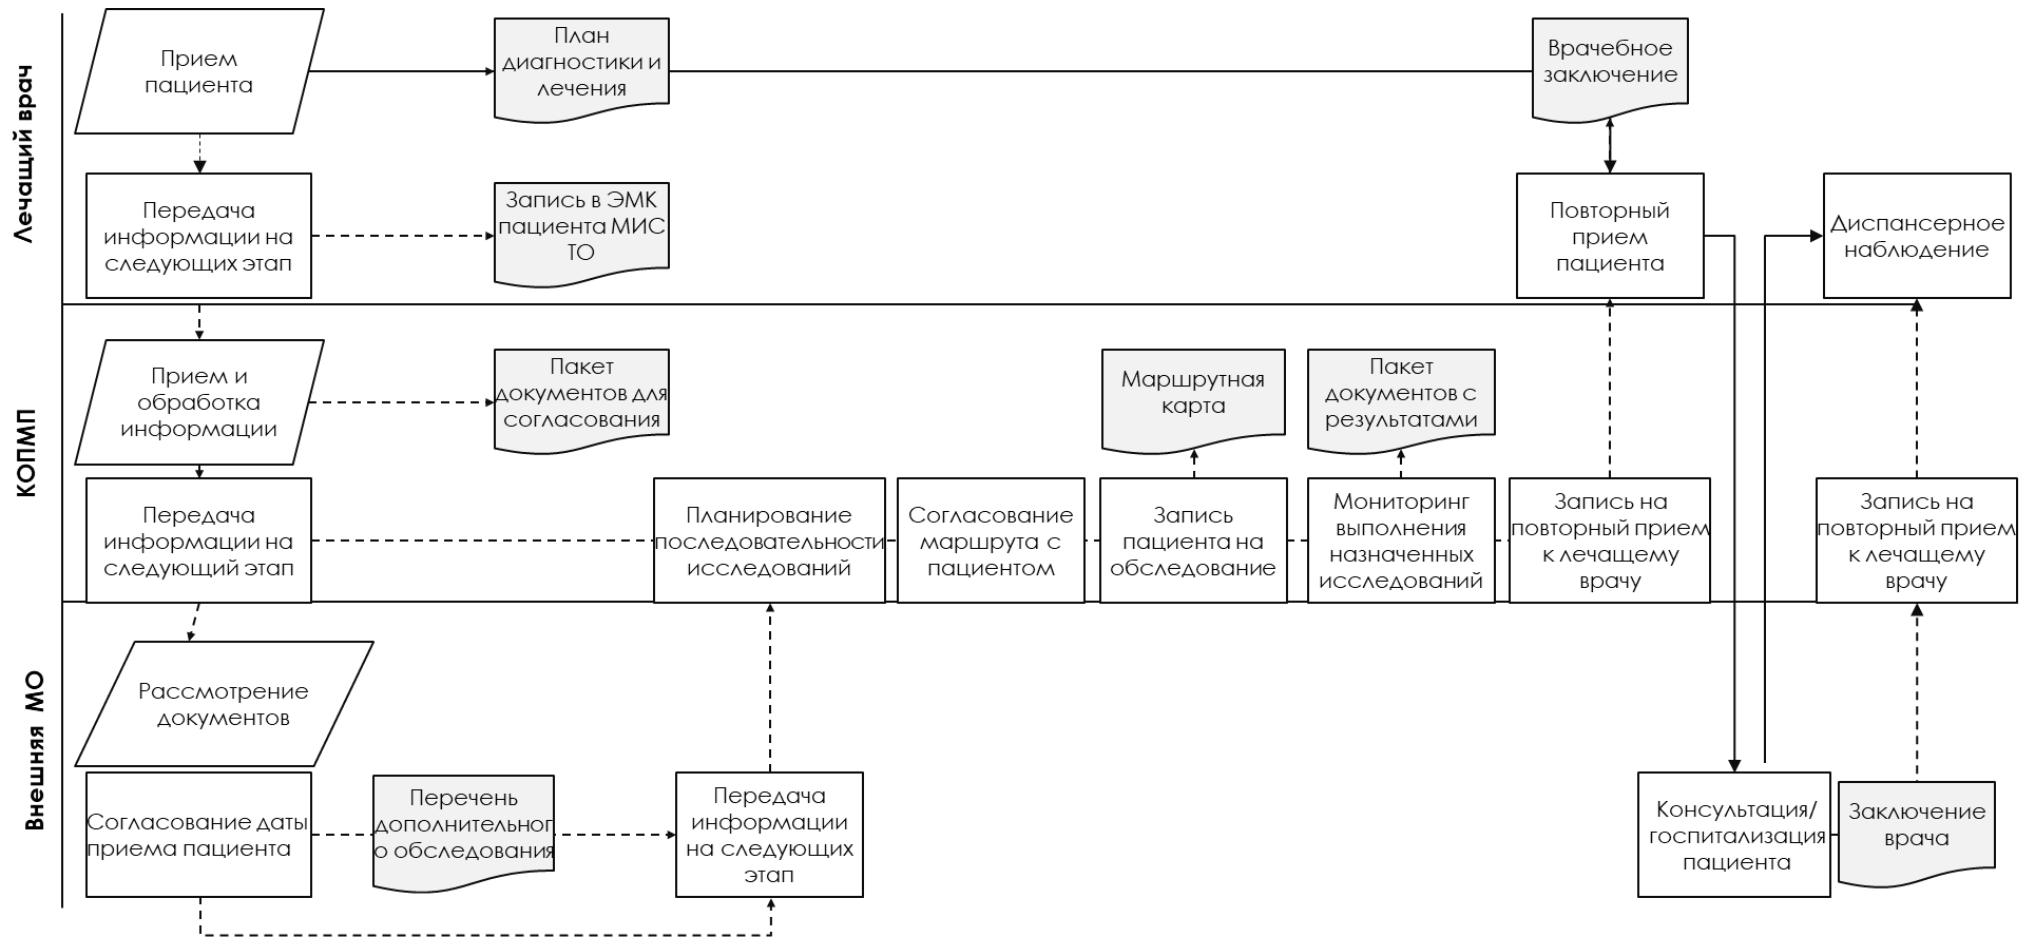 Лечащий врач
Прием
пациента
План
диагностики и
лечения
Врачебное
заключение
Передача
информации на
следующих этап
Запись в ЭМК
пациента МИС
ТО
Повторный
прием
пациента
Диспансерное
наблюдение
КОПМП
Прием и
обработка
информации
Пакет
документов для
согласования
Маршрутная
карта
Пакет
документов с
результатами
Передача
информации на
следующий этап
Планирование
последовательности
исследований
Согласование
маршрута с
пациентом
Запись
пациента на
обследование
Мониторинг
выполнения
назначенных
исследований
Запись на
повторный прием
к лечащему
врачу
Запись на
повторный прием
к лечащему
врачу
Внешняя МО
Рассмотрение
документов
Согласование даты
приема пациента
Перечень
дополнительног
о обследования
Передача
информации
на следующих
этап
Консультация/
госпитализация
пациента
Заключение
врача